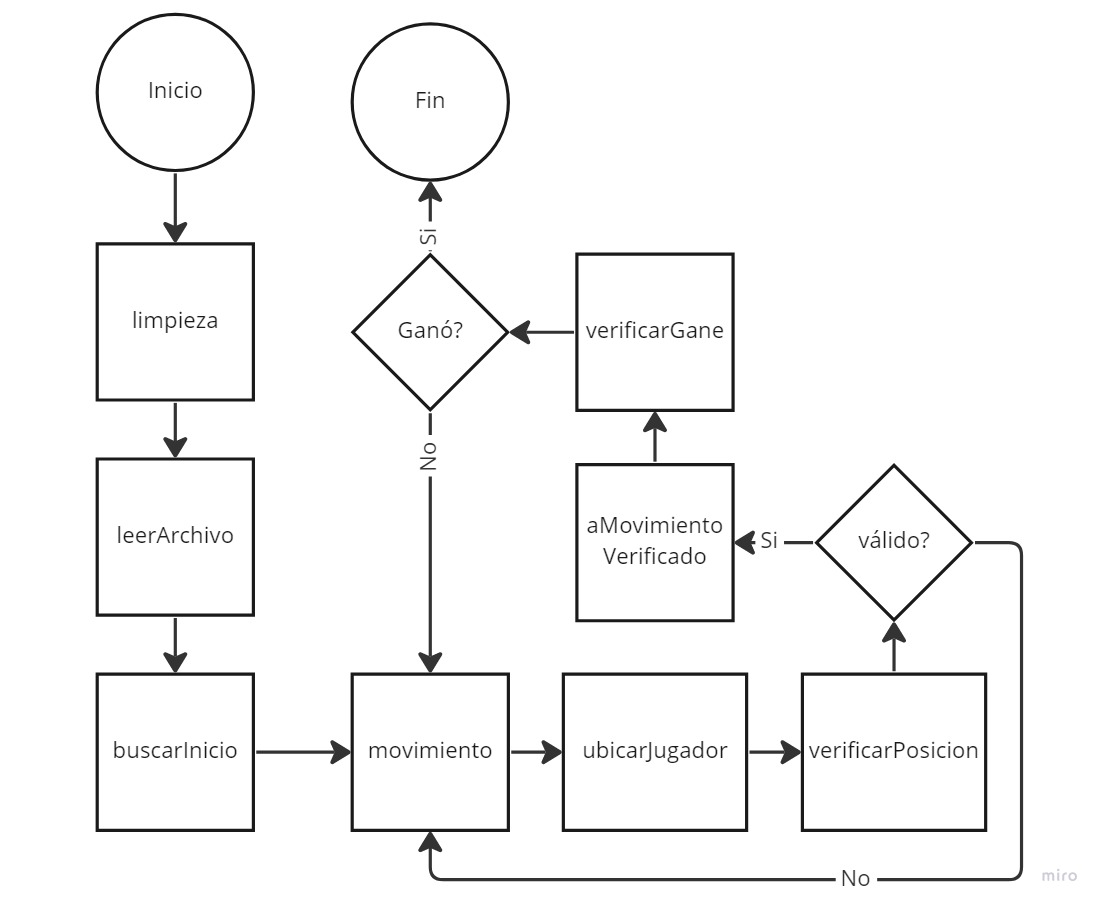 Inicio
Fin
Si
limpieza
Ganó?
verificarGane
No
leerArchivo
aMovimiento
Verificado
Si
válido?
buscarInicio
movimiento
ubicarJugador
verificarPosicion
No
miro